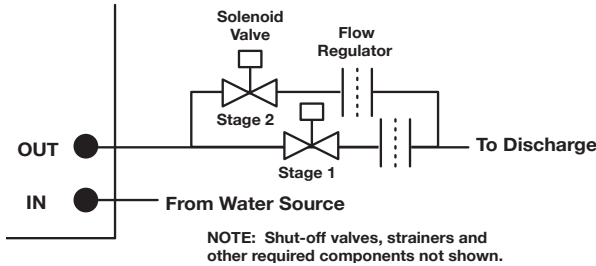 Solenoid
Valve
Flow
Regulator
Stage 2
OUT
To Discharge
Stage 1
IN
From Water Source
NOTE: Shut-off valves, strainers and
other required components not shown.